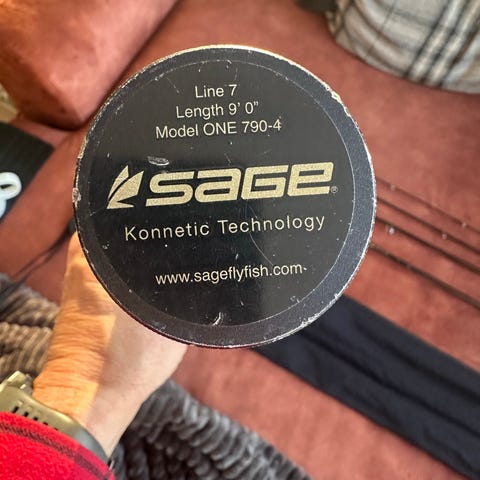 Line 7
Length 9' 0"
Model ONE 790-4
SAGE®
Konnetic Technology
www.sageflyfish.com